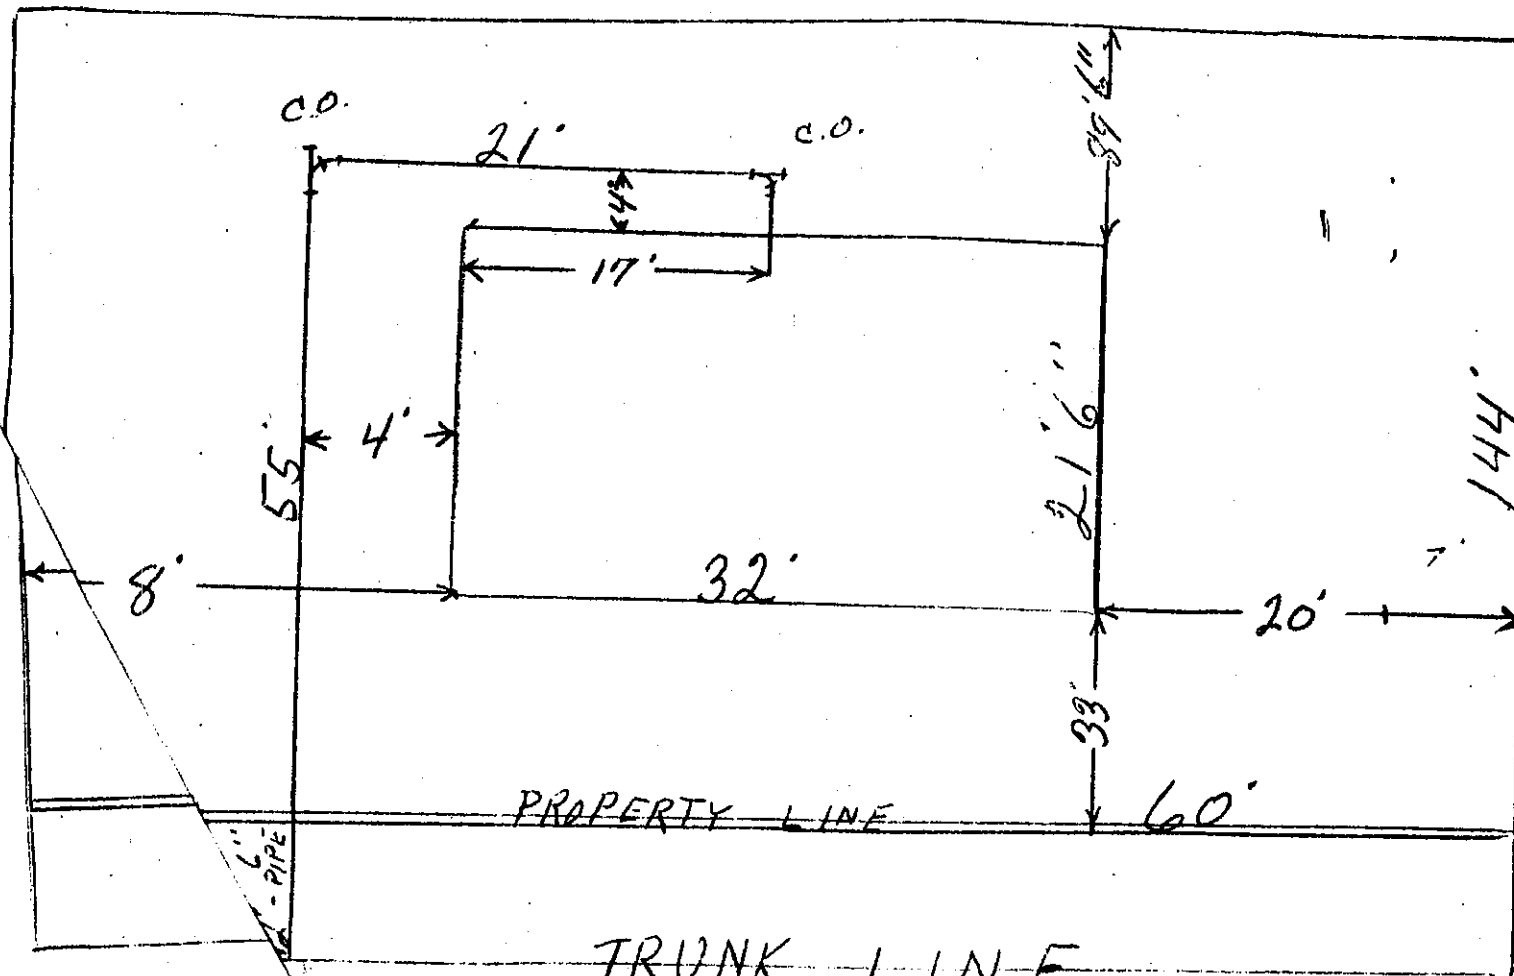 C.O.
21'
C.O.
89'6"
4'
17'
4'
55'
21'6"
144'
8'
32'
20'
33'
PROPERTY LINE
60'
6"
- PIPE
TRUNK LINE